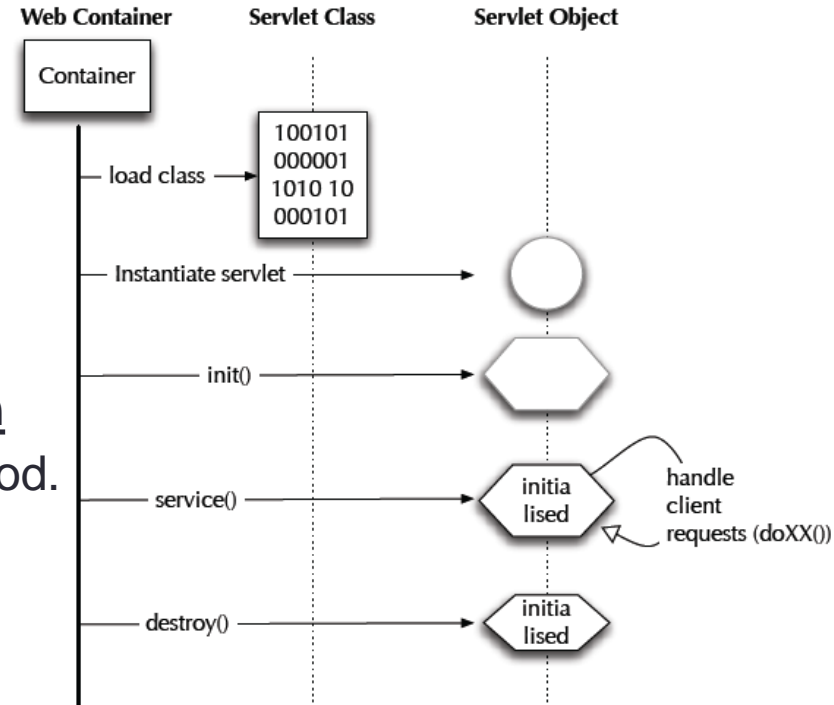 Web Container
Servlet Class
Servlet Object
Container
100101
000001
1010 10
000101
load class
Instantiate servlet
init()
od.
service()
initia
lised
handle
client
requests (doXX())
destroy()
initia
lised